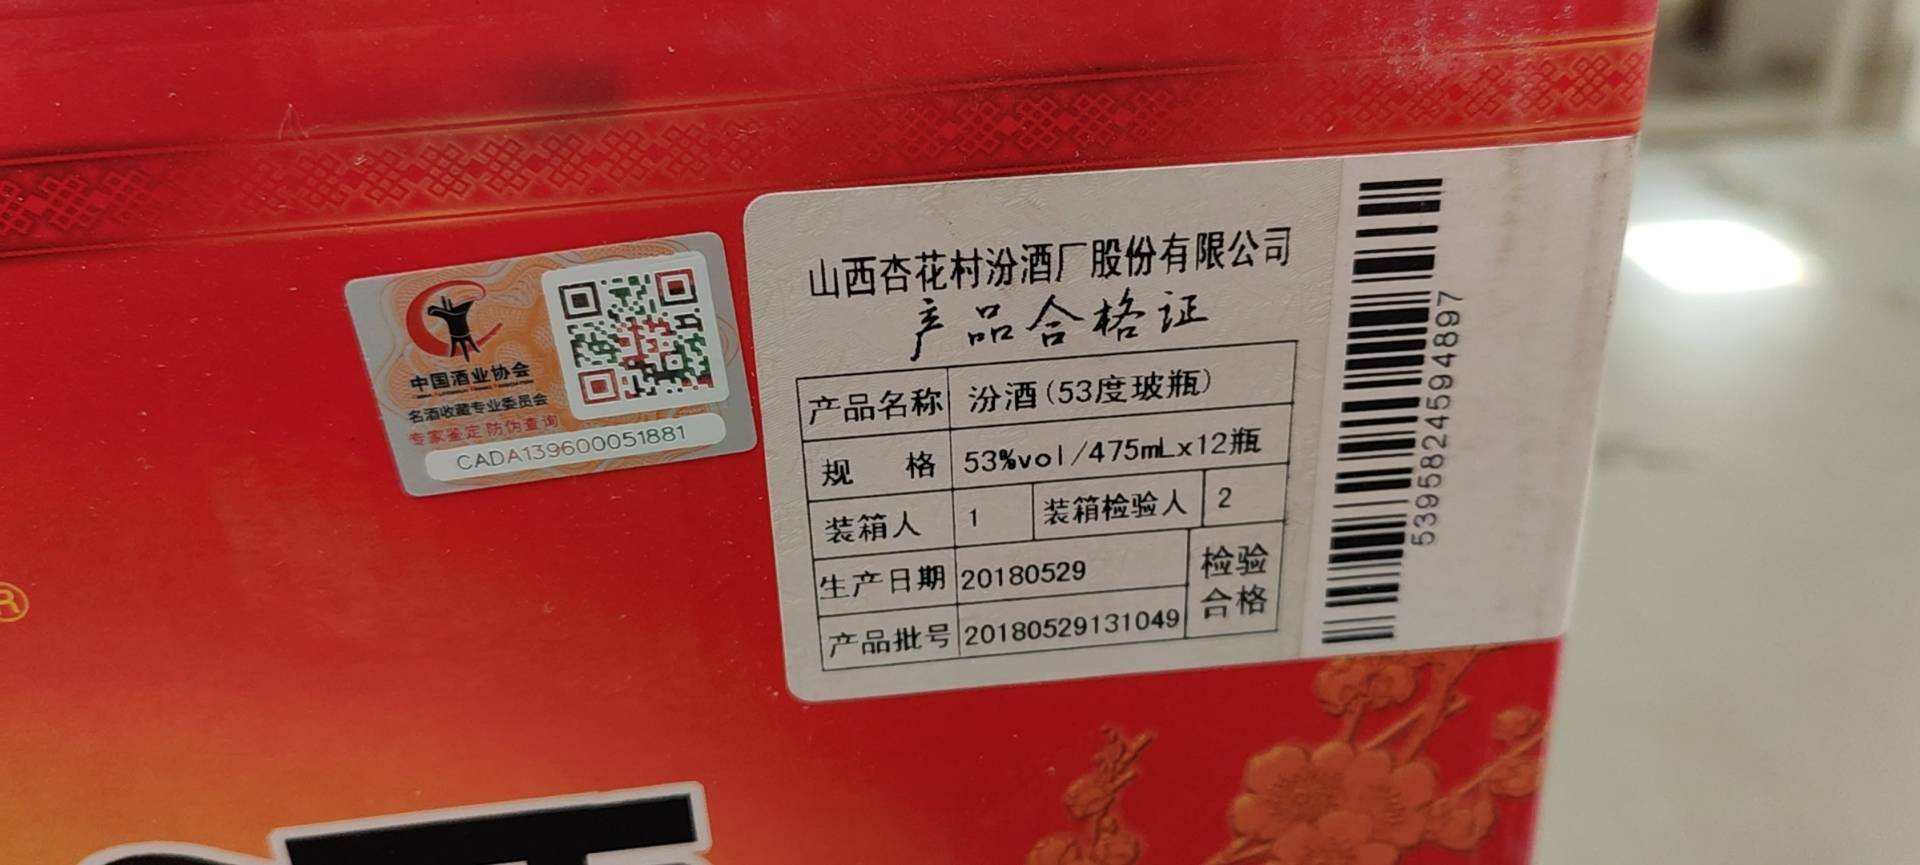 ®
中国酒业协会
名酒收藏专业委员会
专家鉴定 防伪查询
CADA139600051881
山西杏花村汾酒厂股份有限公司
产品合格证
产品名称 汾酒(53度玻瓶)
规 格 53%vol/475mLx12瓶
装箱人 1 装箱检验人 2
生产日期 20180529 检验
产品批号 20180529131049 合格
5395824594897